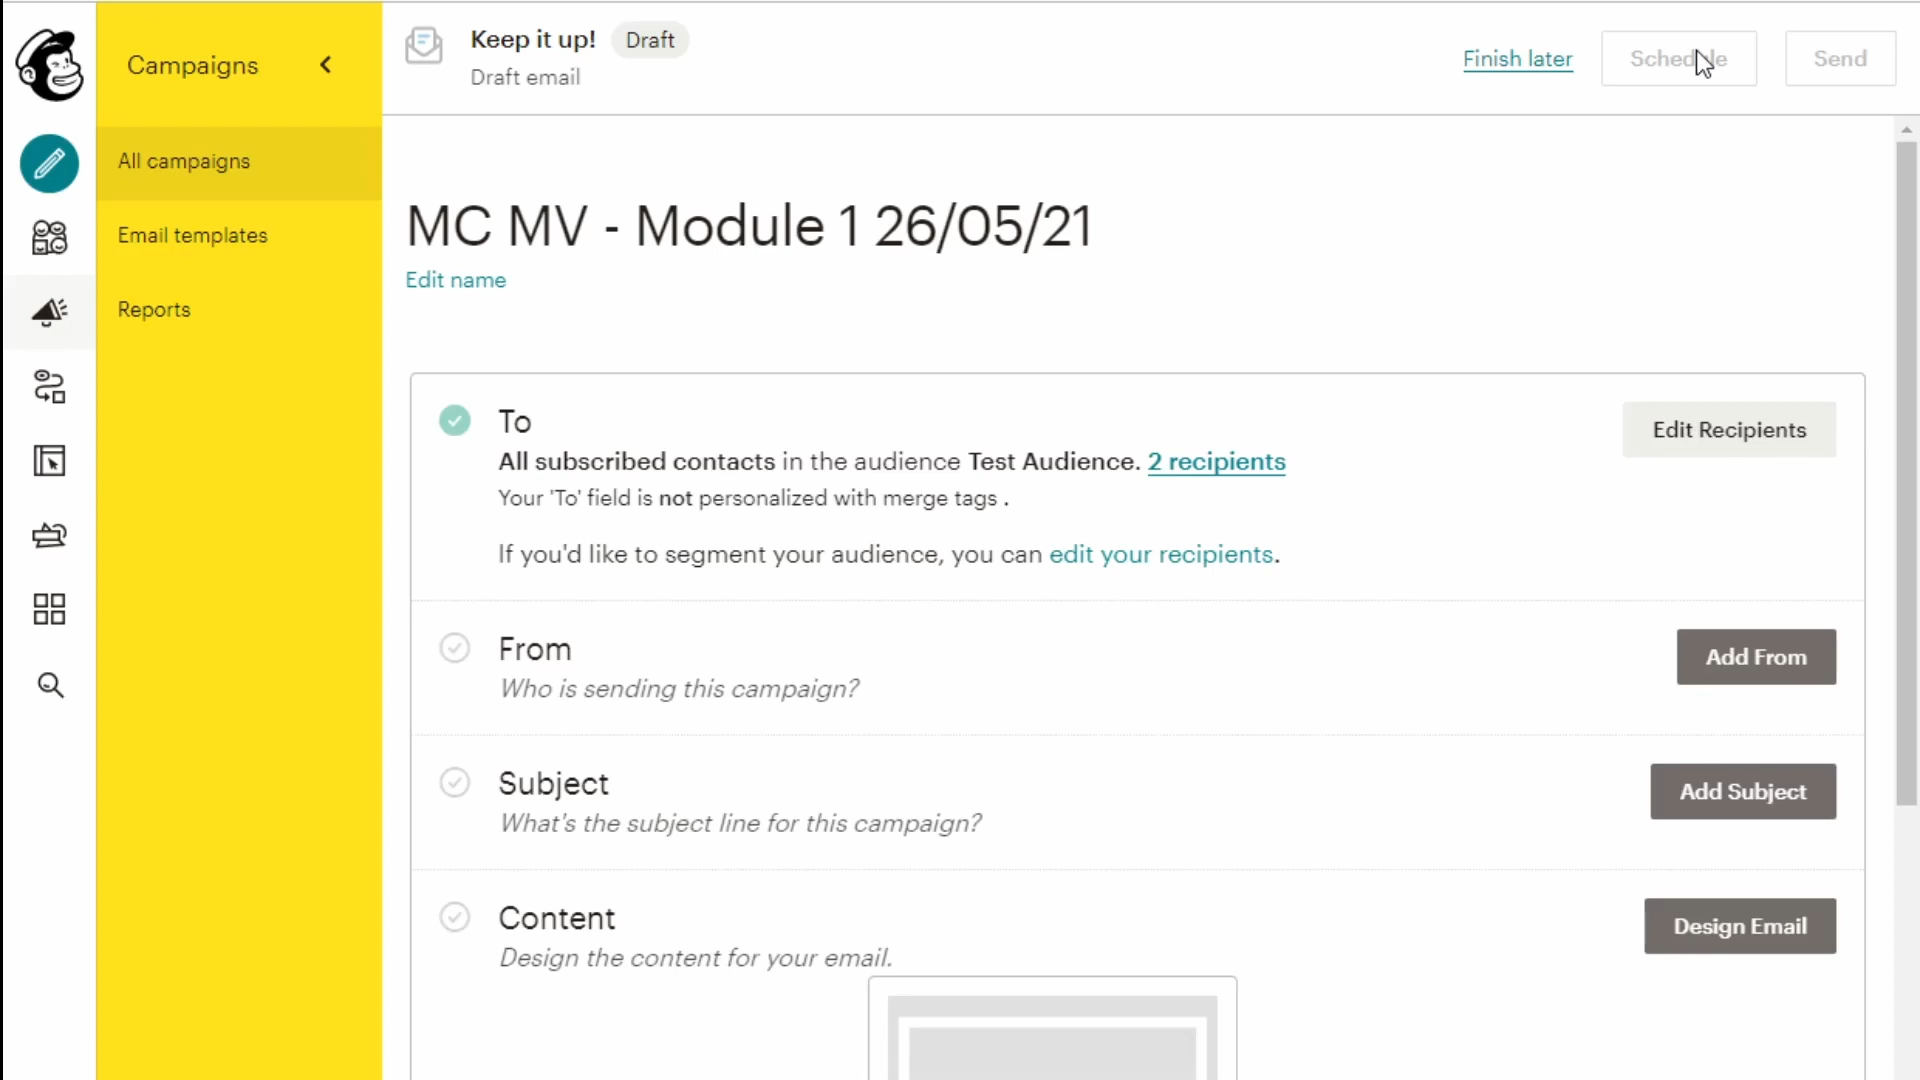 Campaigns
All campaigns
Email templates
Reports
Keep it up! Draft
Draft email
Finish later
Schedule
Send
MC MV - Module 1 26/05/21
Edit name
To
Edit Recipients
All subscribed contacts in the audience Test Audience. 2 recipients
Your 'To' field is not personalized with merge tags .
If you'd like to segment your audience, you can edit your recipients.
From
Add From
Who is sending this campaign?
Subject
Add Subject
What's the subject line for this campaign?
Content
Design Email
Design the content for your email.